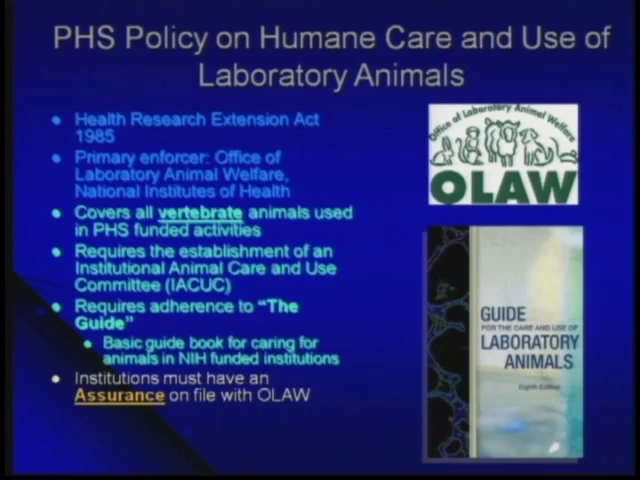 PHS Policy on Humane Care and Use of
Laboratory Animals
Health Research Extension Act
1985
Primary enforcer: Office of
Laboratory Animal Welfare,
National Institutes of Health
Covers all vertebrate animals used
in PHS funded activities
Requires the establishment of an
Institutional Animal Care and Use
Committee (IACUC)
Requires adherence to “The
Guide”
Basic guide book for caring for
animals in NIH funded institutions
Institutions must have an
Assurance on file with OLAW
Office of Laboratory Animal Welfare
OLAW
GUIDE
FOR THE CARE AND USE OF
LABORATORY
ANIMALS
Eighth Edition